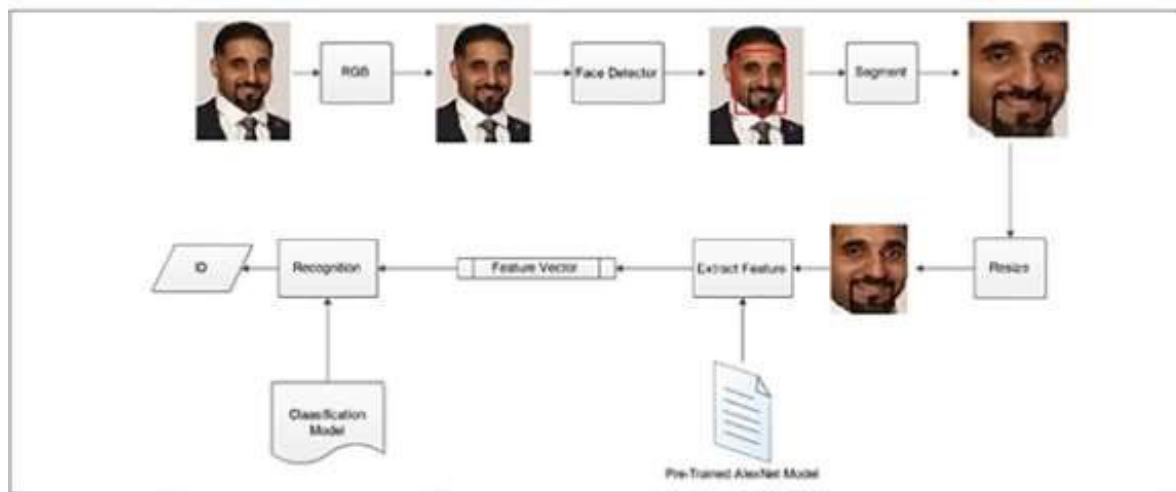 RGB
Face Detector
Segment
ID
Recognition
Feature Vector
Extract Feature
Resize
Classification
Model
Pre-Trained AlexNet Model